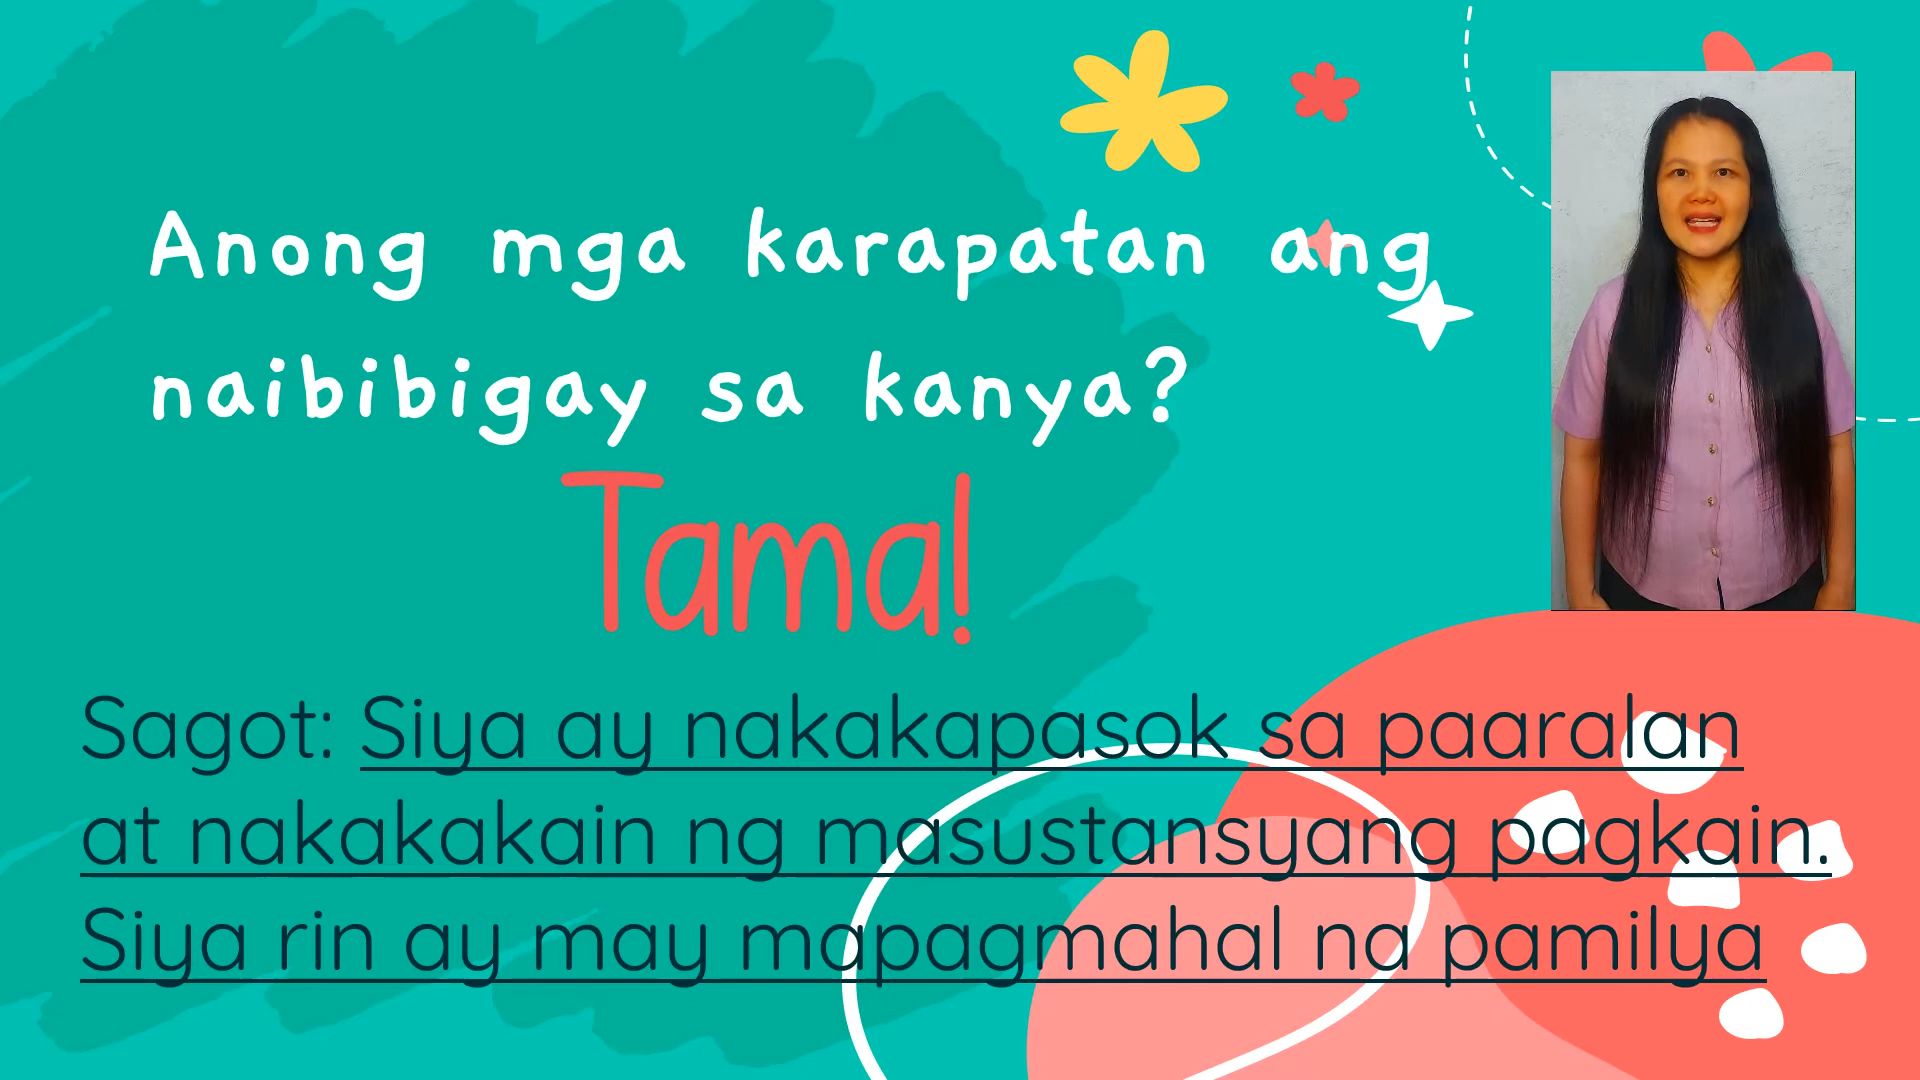 Anong mga karapatan ang
naibibigay sa kanya?
Tama!
Sagot: Siya ay nakakapasok sa paaralan
at nakakakain ng masustansyang pagkain.
Siya rin ay may mapagmahal na pamilya